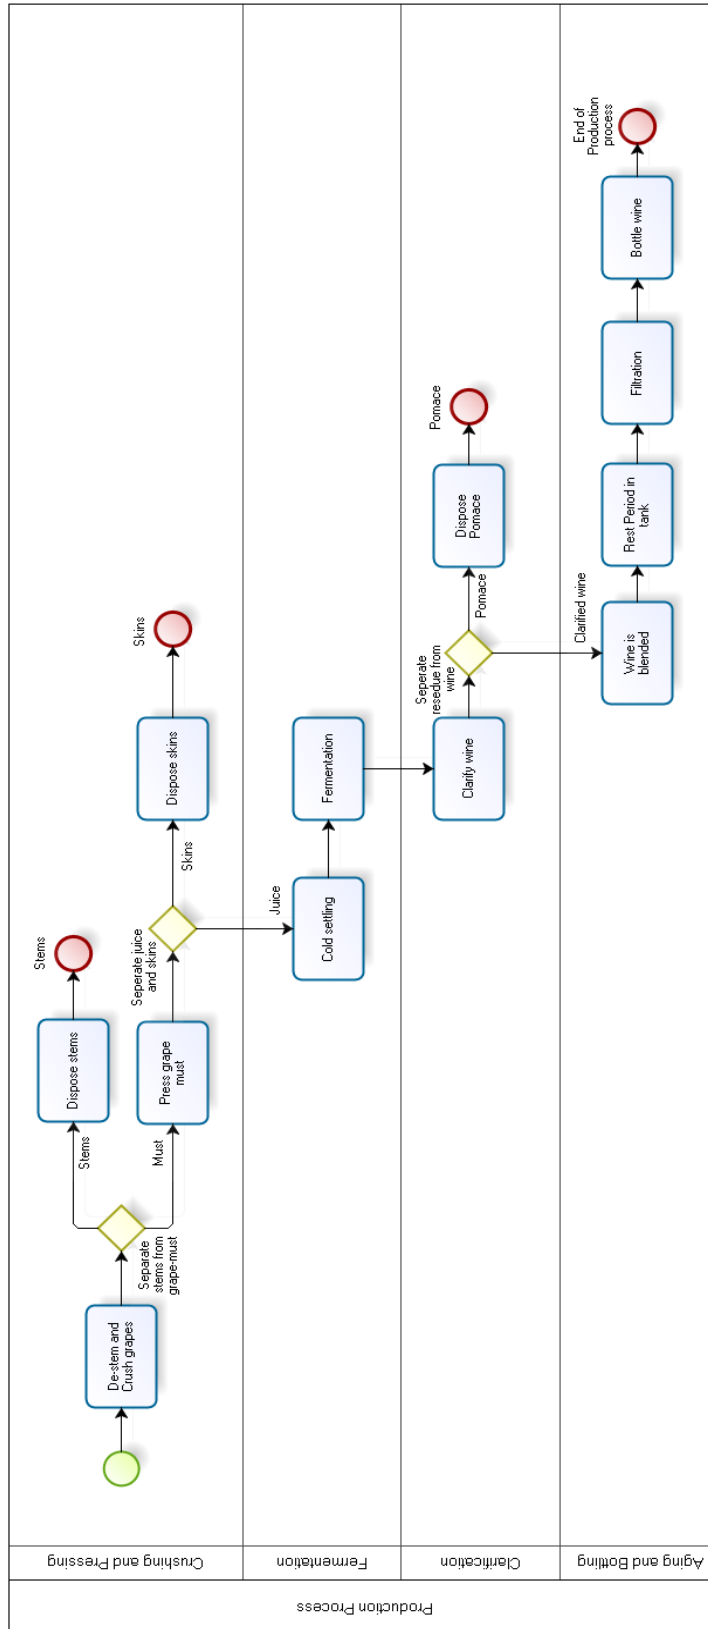 Production Process
Crushing and Pressing
De-stem and
Crush grapes
Separate
stems from
grape-must
Stems
Dispose stems
Stems
Must
Press grape
must
Seperate juice
and skins
Skins
Dispose skins
Skins
Juice
Fermentation
Cold settling
Fermentation
Clarification
Clarify wine
Seperate
resedue from
wine
Pomace
Dispose
Pomace
Pomace
Clarified wine
Aging and Bottling
Wine is
blended
Rest Period in
tank
Filtration
Bottle wine
End of
Production
process